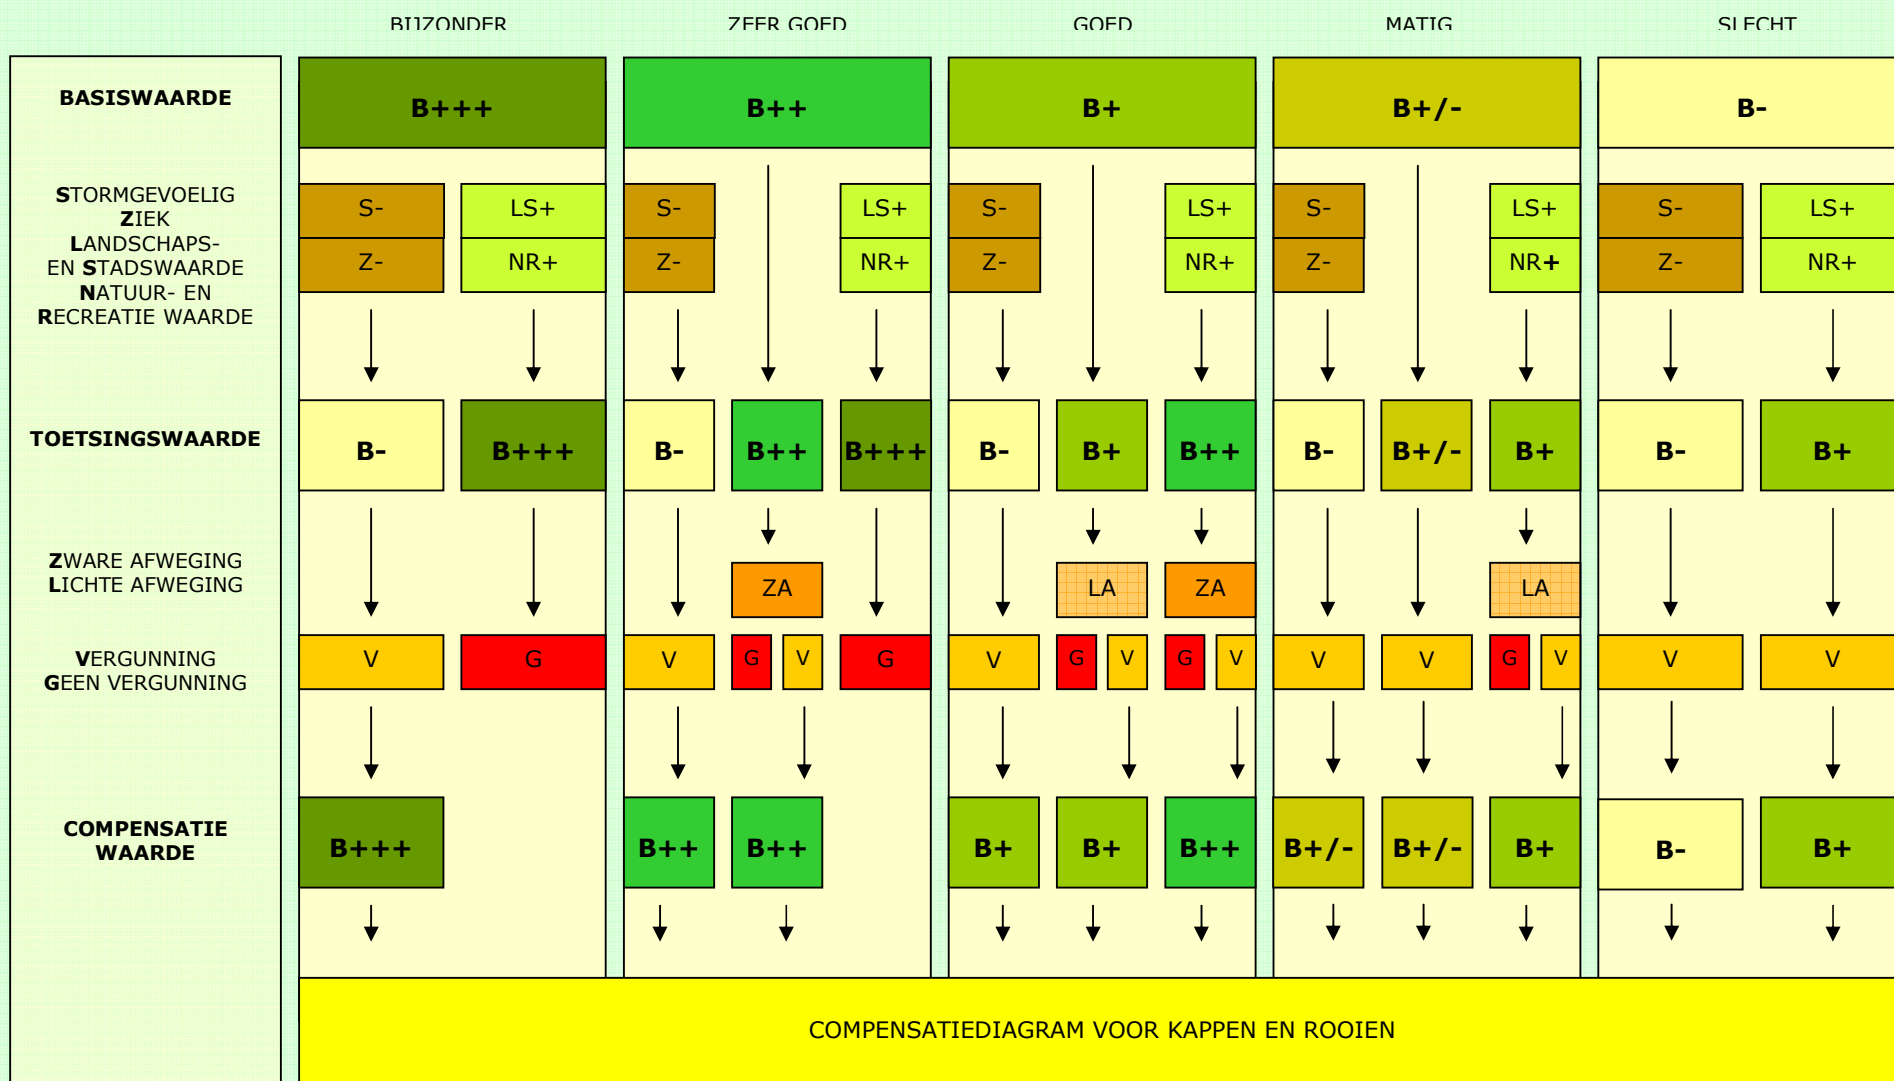 BIJZONDER ZEER GOED GOED MATIG SLECHT
BASISWAARDE B+++ B++ B+ B+/- B-
STORMGEVOELIG
ZIEK
LANDSCHAPS-
EN STADSWAARDE
NATUUR- EN
RECREATIE WAARDE
S- LS+ S- LS+ S- LS+ S- LS+ S- LS+
Z- NR+ Z- NR+ Z- NR+ Z- NR+ Z- NR+
TOETSINGSWAARDE B- B+++ B- B++ B+++ B- B+ B++ B- B+/- B+ B- B+
ZWARE AFWEGING
LICHTE AFWEGING
ZA LA ZA LA
VERGUNNING
GEEN VERGUNNING
V G V G V G V G V G V V V G V V V
COMPENSATIE
WAARDE
B+++ B++ B++ B+ B+ B++ B+/- B+/- B+ B- B+
COMPENSATIEDIAGRAM VOOR KAPPEN EN ROOIEN